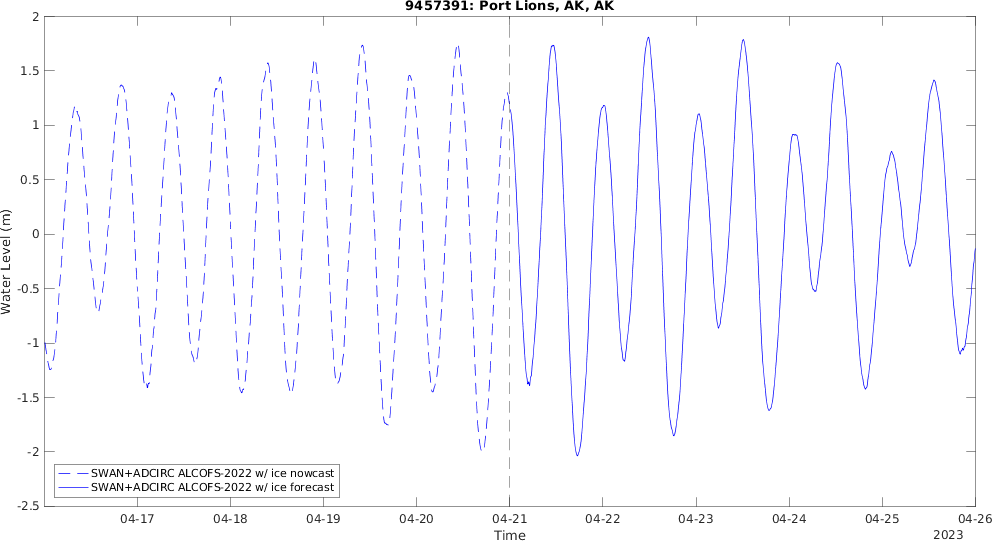 9457391: Port Lions, AK, AK
Water Level (m)
2
1.5
1
0.5
0
-0.5
-1
-1.5
-2
-2.5
SWAN+ADCIRC ALCOFS-2022 w/ ice nowcast
SWAN+ADCIRC ALCOFS-2022 w/ ice forecast
04-17 04-18 04-19 04-20 04-21 04-22 04-23 04-24 04-25 04-26
Time
2023